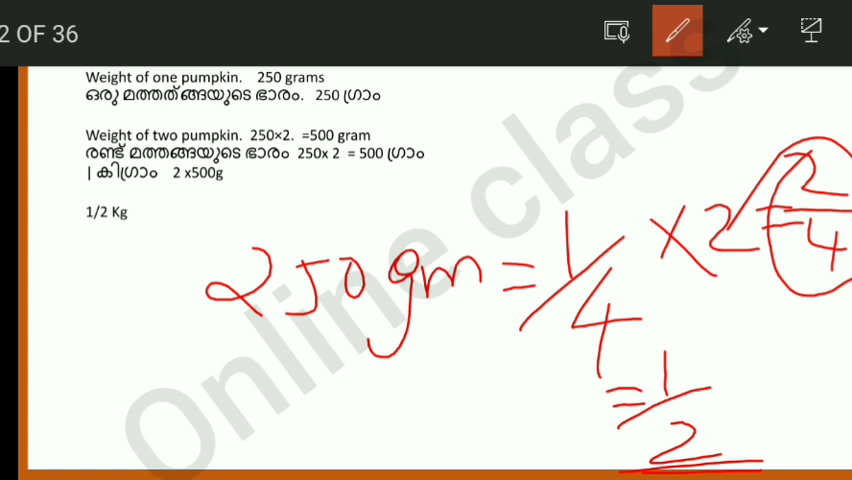 2 OF 36
Weight of one pumpkin. 250 grams
ഒരു മത്തത്ങ്ങയുടെ ഭാരം. 250 ഗ്രാം
Weight of two pumpkin. 250×2. =500 gram
രണ്ട് മത്തങ്ങയുടെ ഭാരം 250x 2 = 500 ഗ്രാം
| കിഗ്രാം 2 x500g
1/2 Kg
250 gm = 1/4 × 2 = 2/4
= 1/2
Online class